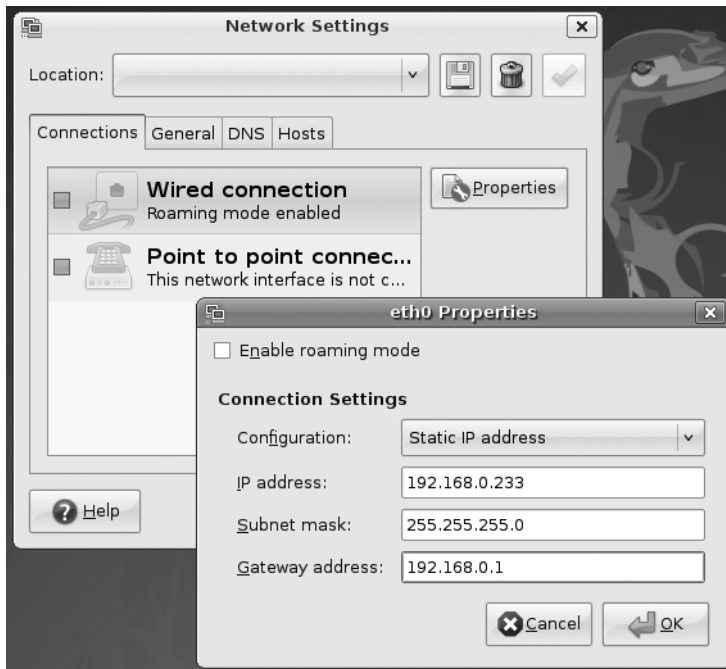 Network Settings
Location:
Connections General DNS Hosts
Wired connection
Roaming mode enabled
Properties
Point to point connec...
This network interface is not c...
Help
eth0 Properties
Enable roaming mode
Connection Settings
Configuration: Static IP address
IP address: 192.168.0.233
Subnet mask: 255.255.255.0
Gateway address: 192.168.0.1
Cancel OK